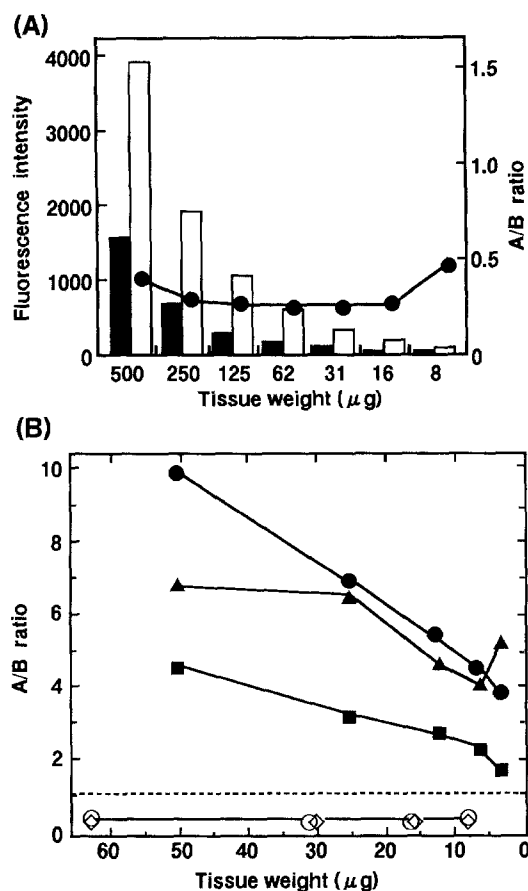 (A)
Fluorescence intensity
4000
3000
2000
1000
0
1.5
1.0
0.5
0
A/B ratio
500 250 125 62 31 16 8
Tissue weight (μg)
(B)
A/B ratio
10
8
6
4
2
0
60 50 40 30 20 10 0
Tissue weight (μg)